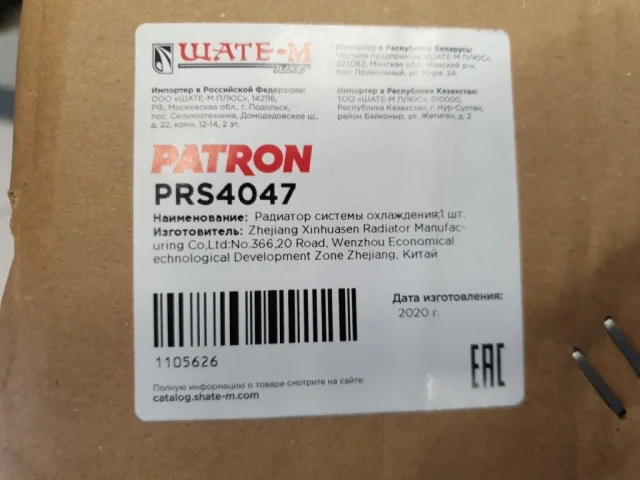 ШАТЕ-М
ПЛЮС
Импортер в Российской Федерации:
ООО «ШАТЕ-М ПЛЮС», 142116,
РФ, Московская обл., г. Подольск,
пос. Сельхозтехника, Домодедовское ш.,
д. 22, комн. 12-14, 2 эт.
Импортер в Республике Беларусь:
Частное предприятие «ШАТЕ-М ПЛЮС»,
223062, Минская обл., Минский р-н,
пос. Привольный, ул. Мира, 2А.
Импортер в Республике Казахстан:
ТОО «ШАТЕ-М ПЛЮС», 010000,
Республика Казахстан, г. Нур-Султан,
район Байконыр, ул. Жетиген, д. 2
PATRON
PRS4047
Наименование: Радиатор системы охлаждения;1 шт.
Изготовитель: Zhejiang Xinhuasen Radiator Manufac-
uring Co,Ltd:No.366,20 Road, Wenzhou Economical
echnological Development Zone Zhejiang, Китай
Дата изготовления:
2020 г.
1105626
EAC
Полную информацию о товаре смотрите на сайте:
catalog.shate-m.com